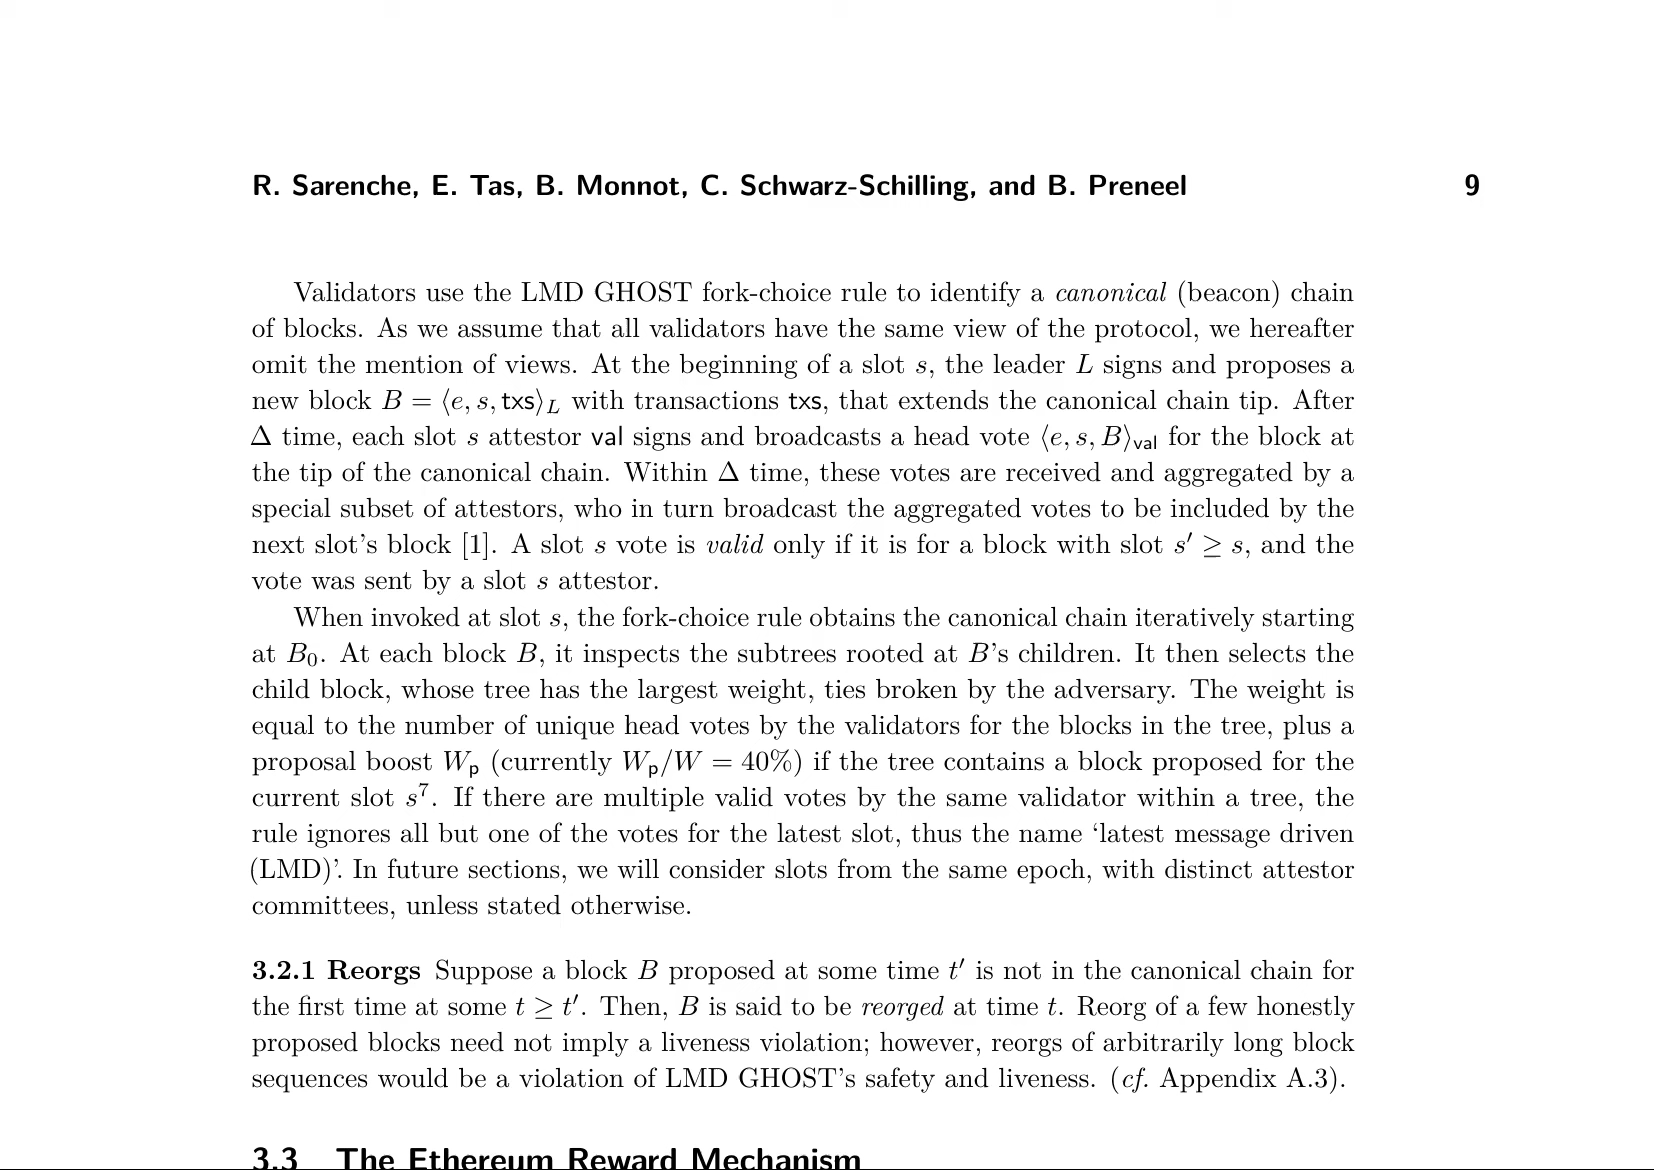 R. Sarenche, E. Tas, B. Monnot, C. Schwarz-Schilling, and B. Preneel 9
Validators use the LMD GHOST fork-choice rule to identify a canonical (beacon) chain
of blocks. As we assume that all validators have the same view of the protocol, we hereafter
omit the mention of views. At the beginning of a slot s, the leader L signs and proposes a
new block B = ⟨e, s, txs⟩L with transactions txs, that extends the canonical chain tip. After
Δ time, each slot s attestor val signs and broadcasts a head vote ⟨e, s, B⟩val for the block at
the tip of the canonical chain. Within Δ time, these votes are received and aggregated by a
special subset of attestors, who in turn broadcast the aggregated votes to be included by the
next slot's block [1]. A slot s vote is valid only if it is for a block with slot s′ ≥ s, and the
vote was sent by a slot s attestor.
When invoked at slot s, the fork-choice rule obtains the canonical chain iteratively starting
at B0. At each block B, it inspects the subtrees rooted at B's children. It then selects the
child block, whose tree has the largest weight, ties broken by the adversary. The weight is
equal to the number of unique head votes by the validators for the blocks in the tree, plus a
proposal boost Wp (currently Wp/W = 40%) if the tree contains a block proposed for the
current slot s⁷. If there are multiple valid votes by the same validator within a tree, the
rule ignores all but one of the votes for the latest slot, thus the name ‘latest message driven
(LMD)’. In future sections, we will consider slots from the same epoch, with distinct attestor
committees, unless stated otherwise.
3.2.1 Reorgs Suppose a block B proposed at some time t′ is not in the canonical chain for
the first time at some t ≥ t′. Then, B is said to be reorged at time t. Reorg of a few honestly
proposed blocks need not imply a liveness violation; however, reorgs of arbitrarily long block
sequences would be a violation of LMD GHOST's safety and liveness. (cf. Appendix A.3).
3.3 The Ethereum Reward Mechanism